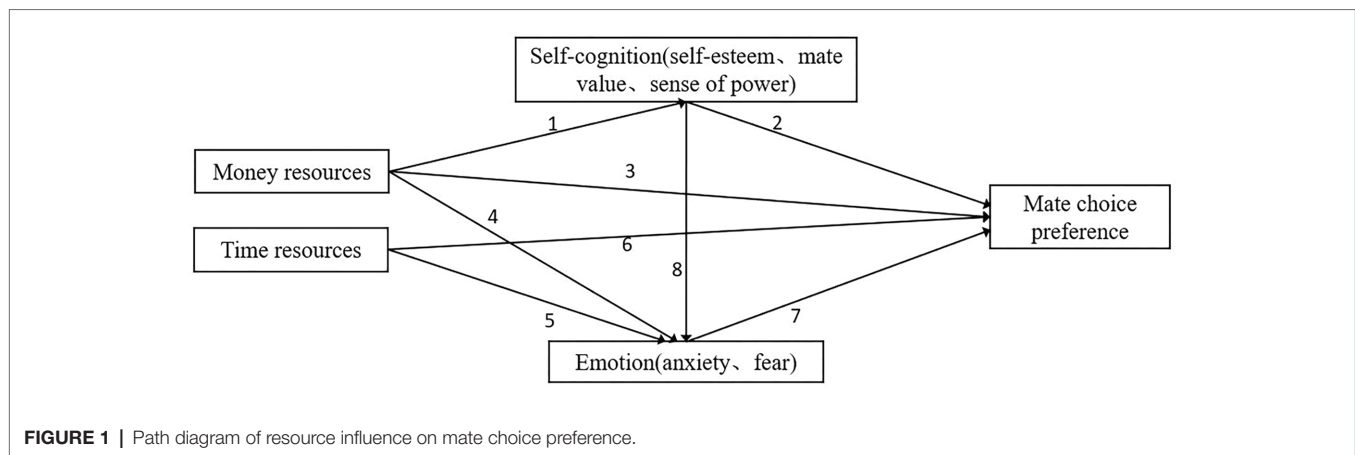 Self-cognition(self-esteem、mate
value、sense of power)
1
2
Money resources
3
Mate choice
preference
4
Time resources
6
8
5
7
Emotion(anxiety、fear)
FIGURE 1 | Path diagram of resource influence on mate choice preference.